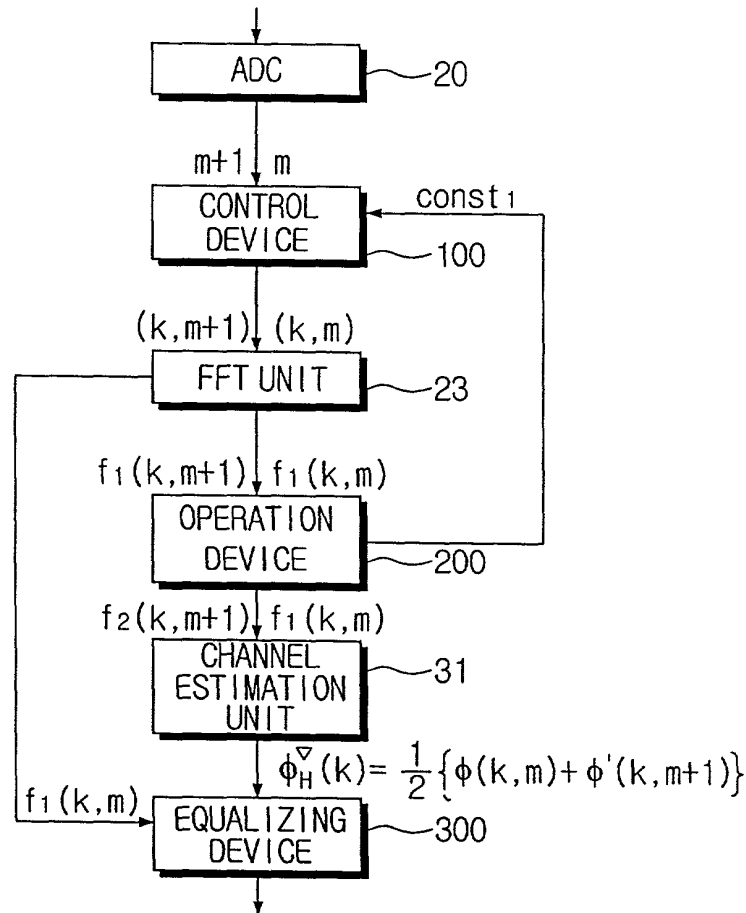 ADC
20
m+1 m
CONTROL
DEVICE
const1
100
(k,m+1) (k,m)
FFT UNIT
23
f1(k,m+1) f1(k,m)
OPERATION
DEVICE
200
f2(k,m+1) f1(k,m)
CHANNEL
ESTIMATION
UNIT
31
ϕH▽(k)= 1/2{ϕ(k,m)+ϕ'(k,m+1)}
f1(k,m)
EQUALIZING
DEVICE
300